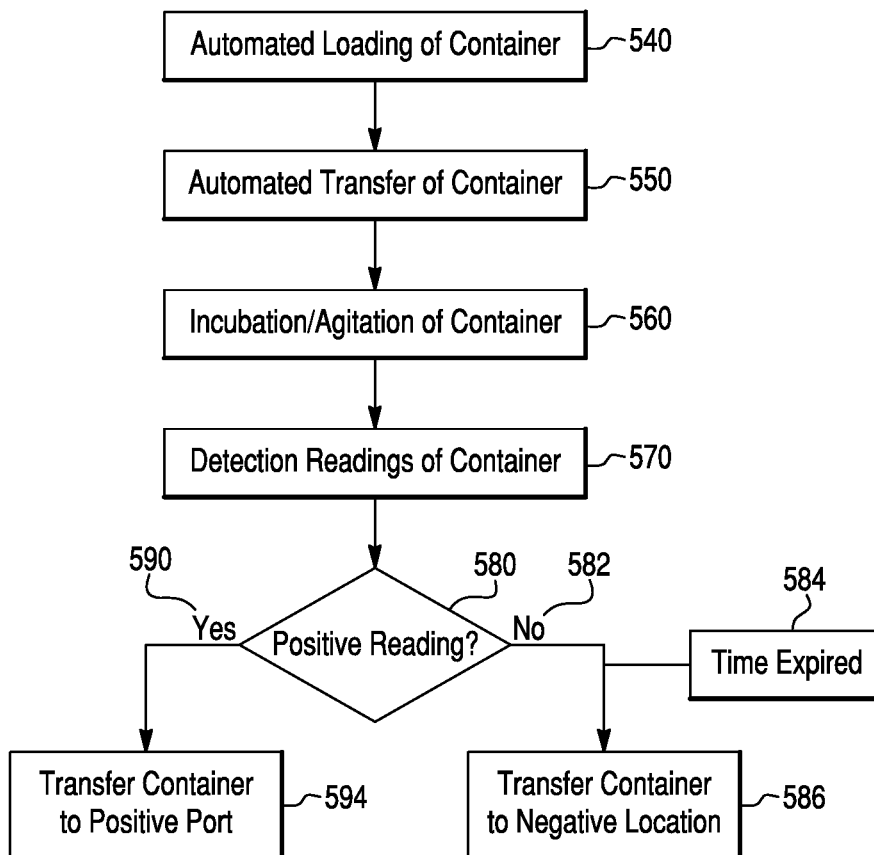 Automated Loading of Container 540
Automated Transfer of Container 550
Incubation/Agitation of Container 560
Detection Readings of Container 570
590 580 582 584
Yes Positive Reading? No Time Expired
Transfer Container
to Positive Port 594
Transfer Container
to Negative Location 586